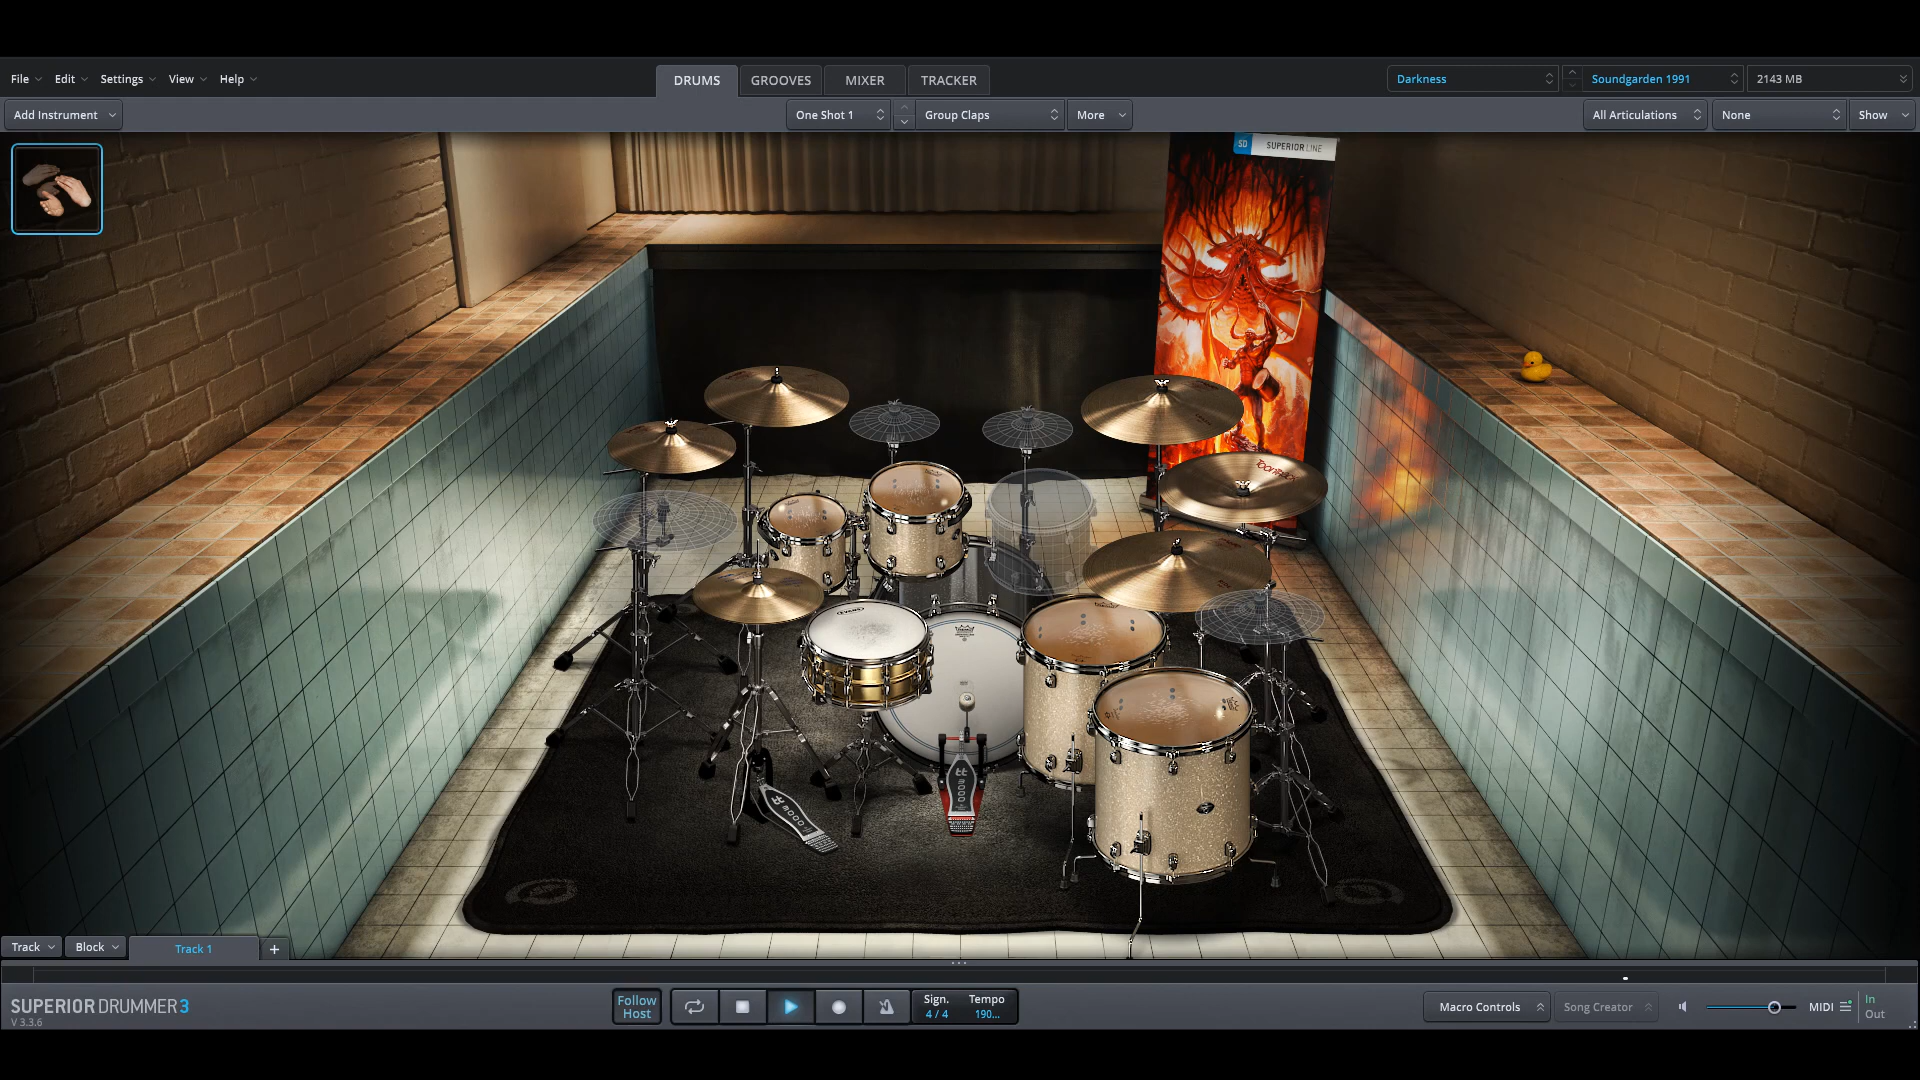 File Edit Settings View Help
DRUMS GROOVES MIXER TRACKER
Darkness Soundgarden 1991 2143 MB
Add Instrument One Shot 1 Group Claps More All Articulations None Show
SD SUPERIOR LINE
EVANS
Track Block Track 1 +
SUPERIOR DRUMMER 3
V 3.3.6
Follow Host
Sign. Tempo
4 / 4 190...
Macro Controls Song Creator MIDI In Out